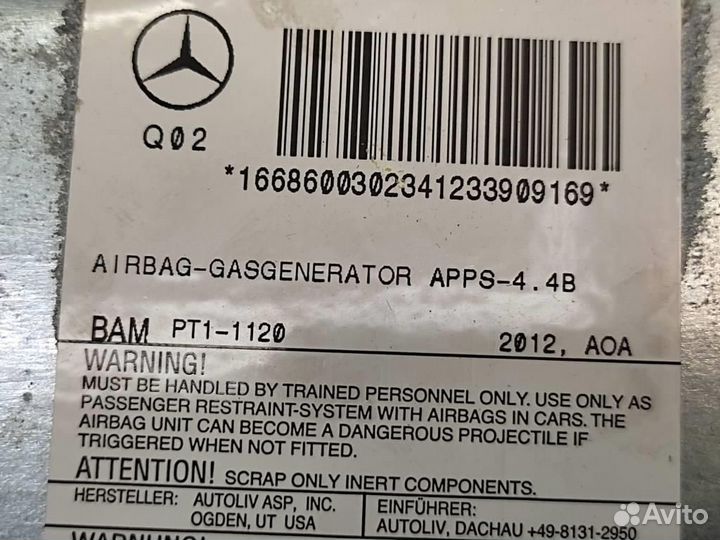 Q02
*1668600302341233909169*
AIRBAG-GASGENERATOR APPS-4.4B
BAM PT1-1120 2012, AOA
WARNING!
MUST BE HANDLED BY TRAINED PERSONNEL ONLY. USE ONLY AS
PASSENGER RESTRAINT-SYSTEM WITH AIRBAGS IN CARS. THE
AIRBAG UNIT CAN BECOME A DANGEROUS PROJECTILE IF
TRIGGERED WHEN NOT FITTED.
ATTENTION! SCRAP ONLY INERT COMPONENTS.
HERSTELLER: AUTOLIV ASP, INC. EINFÜHRER:
OGDEN, UT USA AUTOLIV, DACHAU +49-8131-2950
WARNUNG!
Avito